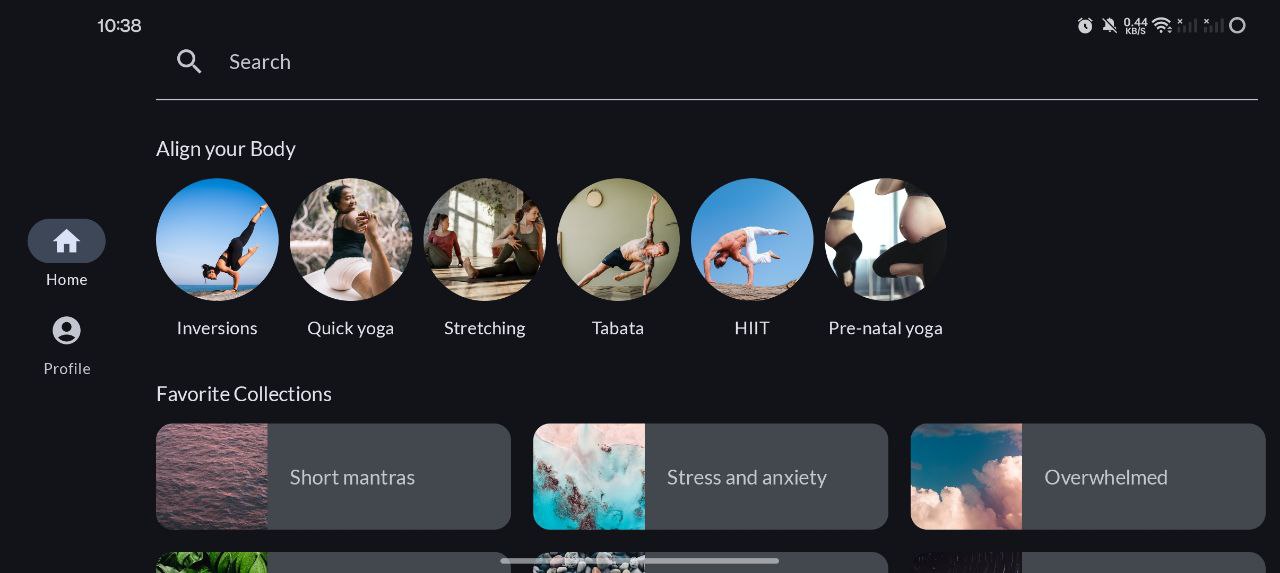 10:38
0.44
KB/S
Search
Align your Body
Inversions
Quick yoga
Stretching
Tabata
HIIT
Pre-natal yoga
Home
Profile
Favorite Collections
Short mantras
Stress and anxiety
Overwhelmed